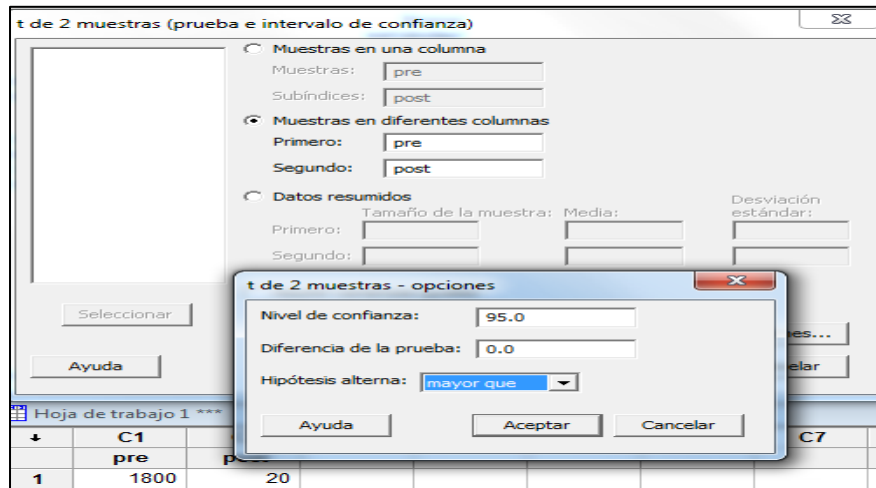 t de 2 muestras (prueba e intervalo de confianza)
Muestras en una columna
Muestras: pre
Subíndices: post
Muestras en diferentes columnas
Primero: pre
Segundo: post
Datos resumidos
Tamaño de la muestra: Media: Desviación estándar:
Primero:
Segundo:
Seleccionar
Ayuda
t de 2 muestras - opciones
Nivel de confianza: 95.0
Diferencia de la prueba: 0.0
Hipótesis alterna: mayor que
Ayuda Aceptar Cancelar
Hoja de trabajo 1 ***
C1 C7
pre
1 1800 20